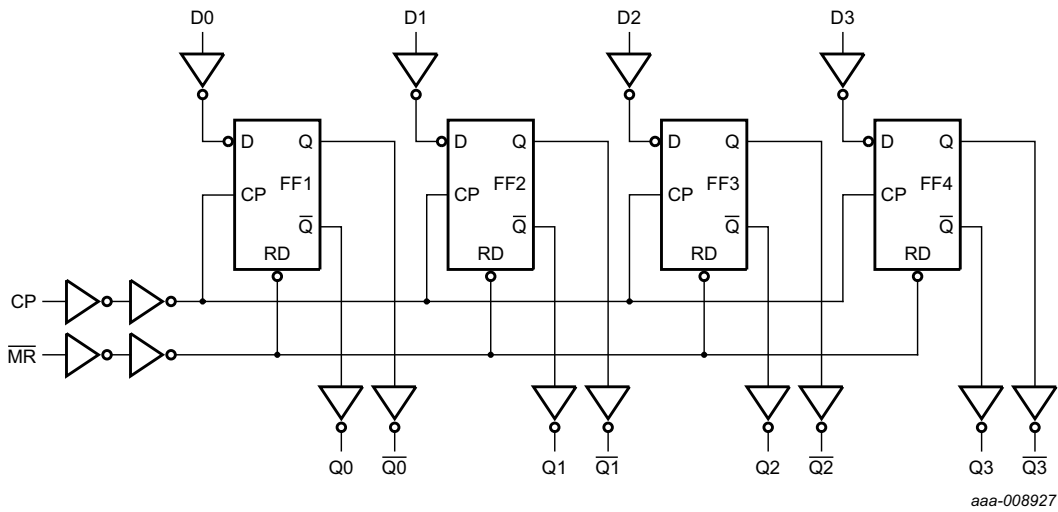 D0 D1 D2 D3
D Q D Q D Q D Q
FF1 FF2 FF3 FF4
CP CP CP CP
Q̅ Q̅ Q̅ Q̅
RD RD RD RD
CP
M̅R̅
Q0 Q̅0̅ Q1 Q̅1̅ Q2 Q̅2̅ Q3 Q̅3̅
aaa-008927